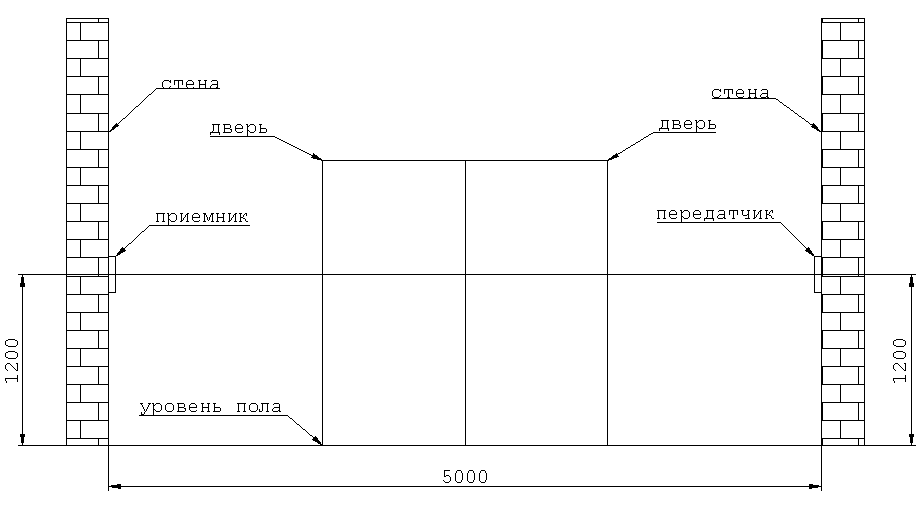 стена
стена
дверь
дверь
приемник
передатчик
1200
1200
уровень пола
5000